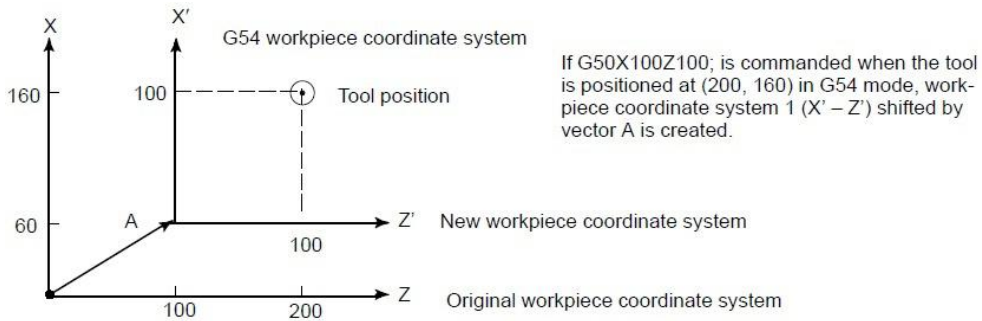 X
X′
G54 workpiece coordinate system
160
100
Tool position
If G50X100Z100; is commanded when the tool
is positioned at (200, 160) in G54 mode, work-
piece coordinate system 1 (X’ – Z’) shifted by
vector A is created.
60
A
Z’ New workpiece coordinate system
100
Z Original workpiece coordinate system
100
200